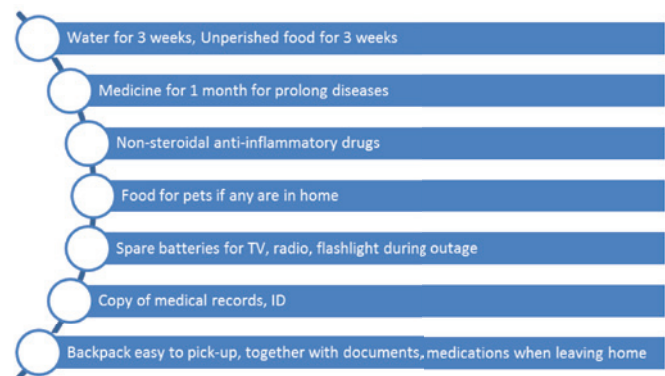 Water for 3 weeks, Unperished food for 3 weeks
Medicine for 1 month for prolong diseases
Non-steroidal anti-inflammatory drugs
Food for pets if any are in home
Spare batteries for TV, radio, flashlight during outage
Copy of medical records, ID
Backpack easy to pick-up, together with documents, medications when leaving home